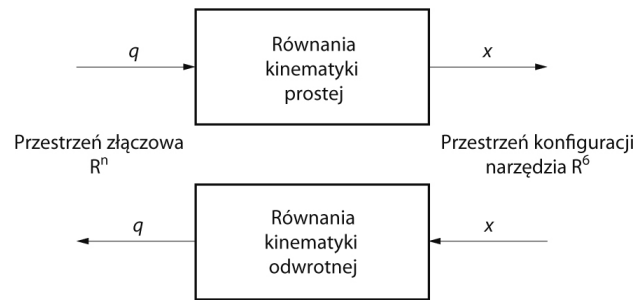 q
Równania
kinematyki
prostej
x
Przestrzeń złączowa
Rⁿ
Przestrzeń konfiguracji
narzędzia R⁶
q
Równania
kinematyki
odwrotnej
x